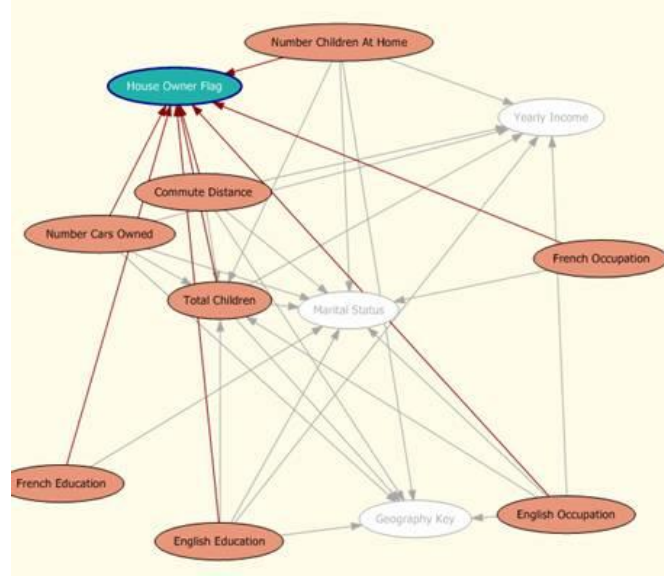 Number Children At Home
House Owner Flag
Yearly Income
Commute Distance
Number Cars Owned
French Occupation
Total Children
Marital Status
French Education
English Occupation
Geography Key
English Education